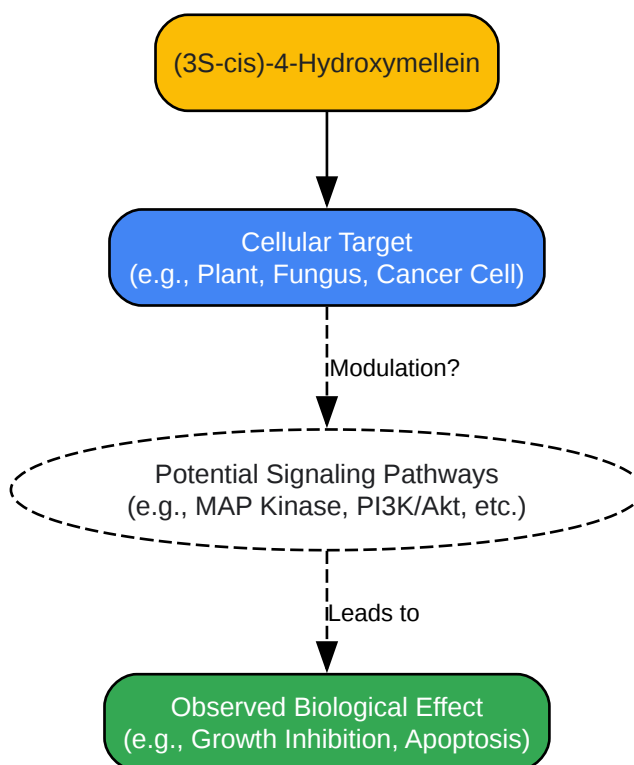 (3S-cis)-4-Hydroxymellein
Cellular Target
(e.g., Plant, Fungus, Cancer Cell)
Modulation?
Potential Signaling Pathways
(e.g., MAP Kinase, PI3K/Akt, etc.)
Leads to
Observed Biological Effect
(e.g., Growth Inhibition, Apoptosis)